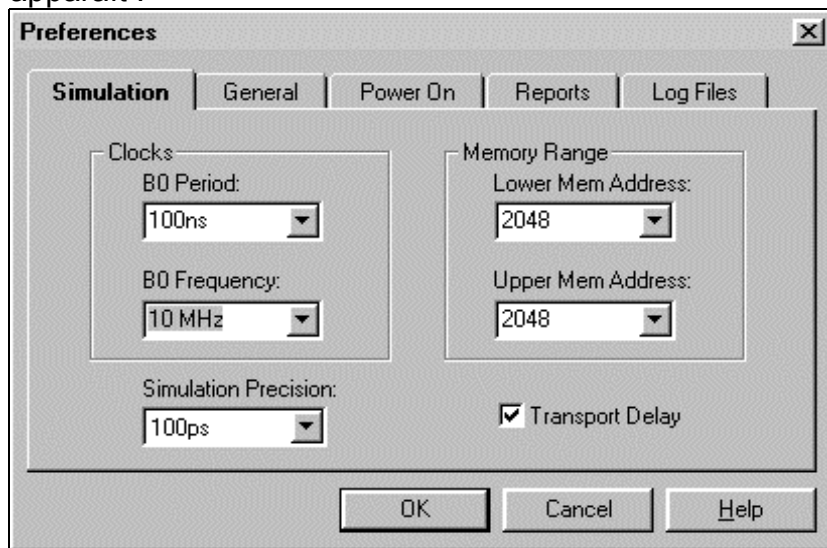 apparaît :
Preferences
Simulation General Power On Reports Log Files
Clocks
B0 Period:
100ns
B0 Frequency:
10 MHz
Memory Range
Lower Mem Address:
2048
Upper Mem Address:
2048
Simulation Precision:
100ps
Transport Delay
OK Cancel Help